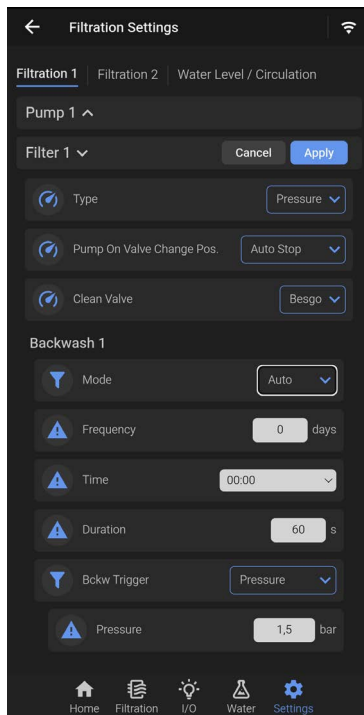 Filtration Settings
Filtration 1 Filtration 2 Water Level / Circulation
Pump 1
Filter 1 Cancel Apply
Type Pressure
Pump On Valve Change Pos. Auto Stop
Clean Valve Besgo
Backwash 1
Mode Auto
Frequency 0 days
Time 00:00
Duration 60 s
Bckw Trigger Pressure
Pressure 1,5 bar
Home Filtration I/O Water Settings